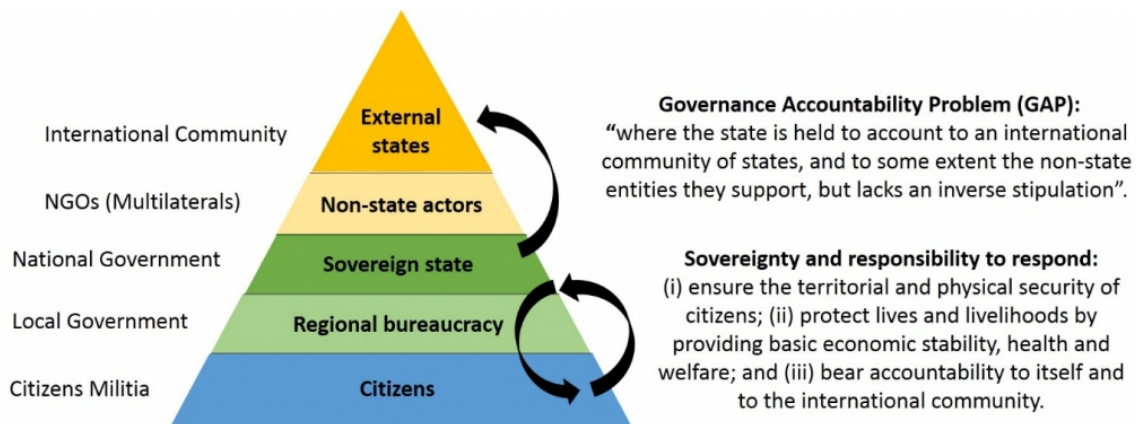 International Community
External
states
NGOs (Multilaterals)
Non-state actors
National Government
Sovereign state
Local Government
Regional bureaucracy
Citizens Militia
Citizens
Governance Accountability Problem (GAP):
“where the state is held to account to an international
community of states, and to some extent the non-state
entities they support, but lacks an inverse stipulation”.
Sovereignty and responsibility to respond:
(i) ensure the territorial and physical security of
citizens; (ii) protect lives and livelihoods by
providing basic economic stability, health and
welfare; and (iii) bear accountability to itself and
to the international community.